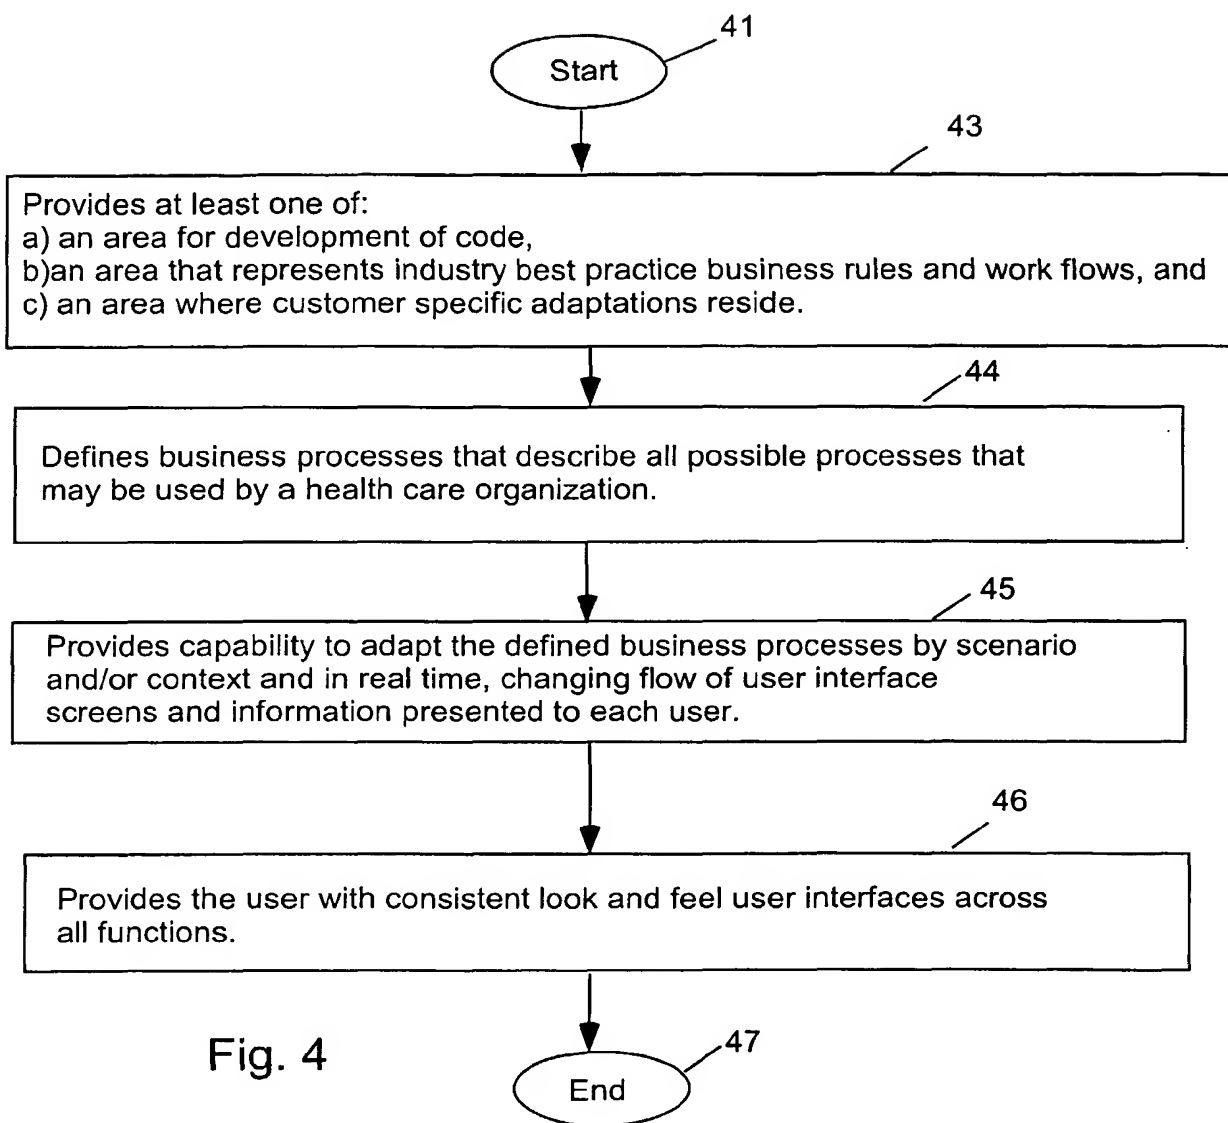 41
Start
43
Provides at least one of:
a) an area for development of code,
b)an area that represents industry best practice business rules and work flows, and
c) an area where customer specific adaptations reside.
44
Defines business processes that describe all possible processes that
may be used by a health care organization.
45
Provides capability to adapt the defined business processes by scenario
and/or context and in real time, changing flow of user interface
screens and information presented to each user.
46
Provides the user with consistent look and feel user interfaces across
all functions.
Fig. 4
47
End